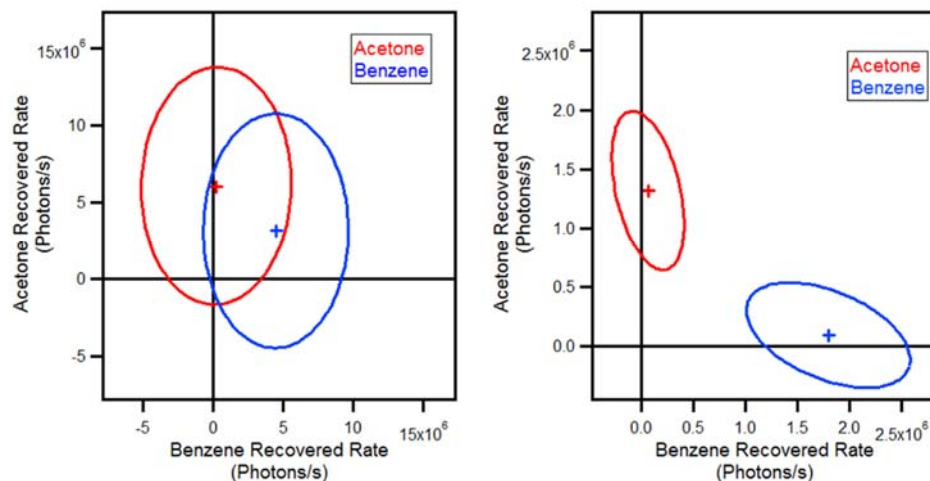 15x10⁶
10
5
0
-5
Acetone Recovered Rate
(Photons/s)
Acetone
Benzene
-5
0
5
10
15x10⁶
Benzene Recovered Rate
(Photons/s)
2.5x10⁶
2.0
1.5
1.0
0.5
0.0
Acetone Recovered Rate
(Photons/s)
Acetone
Benzene
0.0
0.5
1.0
1.5
2.0
2.5x10⁶
Benzene Recovered Rate
(Photons/s)